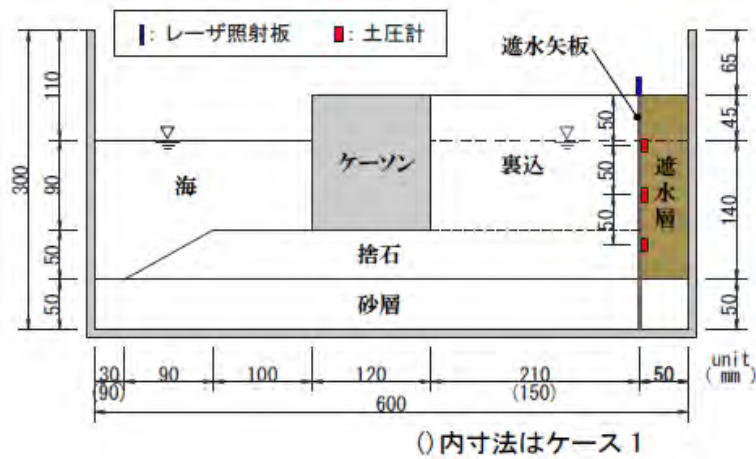 ：レーザ照射板　：土圧計
遮水矢板
110
90
50
50
300
65
45
140
50
50
50
50
海
ケーソン
裏込
遮水層
捨石
砂層
30
(90)
90
100
120
210
(150)
50
600
unit
(mm)
()内寸法はケース1